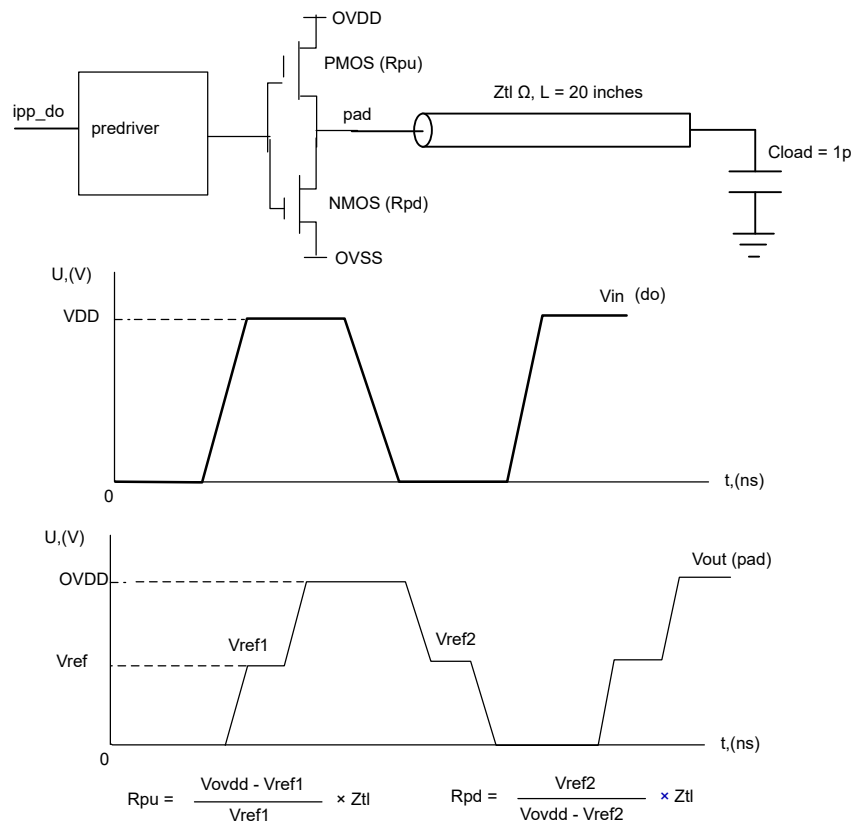 OVDD
PMOS (Rpu)
ipp_do
predriver
pad
Ztl Ω, L = 20 inches
Cload = 1p
NMOS (Rpd)
OVSS
U,(V)
VDD
Vin (do)
t,(ns)
0
U,(V)
OVDD
Vout (pad)
Vref1
Vref2
Vref
t,(ns)
0
Rpu = Vovdd - Vref1 / Vref1 × Ztl
Rpd = Vref2 / Vovdd - Vref2 × Ztl